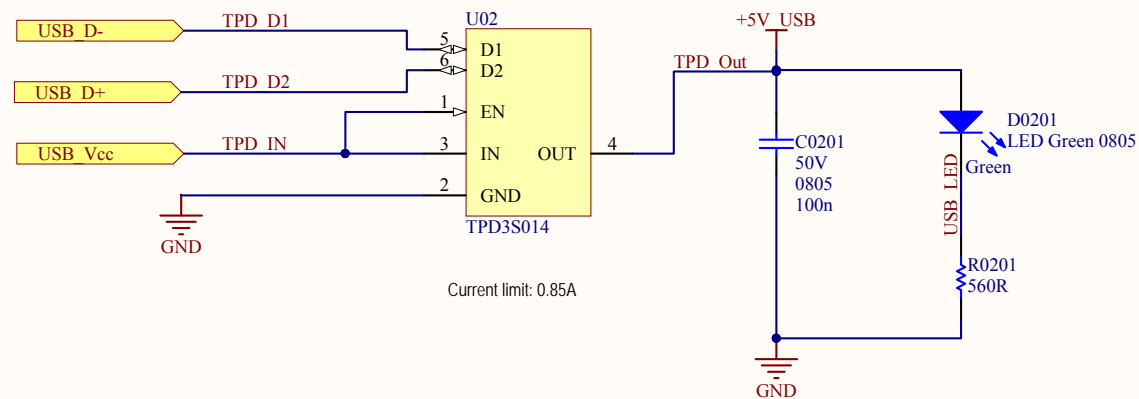 U02
+5V_USB
USB_D-
TPD_D1
5
D1
6
D2
TPD_Out
USB_D+
TPD_D2
1
EN
D0201
LED Green 0805
Green
C0201
50V
0805
100n
USB_Vcc
TPD_IN
3
IN
OUT
4
2
GND
GND
TPD3S014
USB_LED
R0201
560R
Current limit: 0.85A
GND